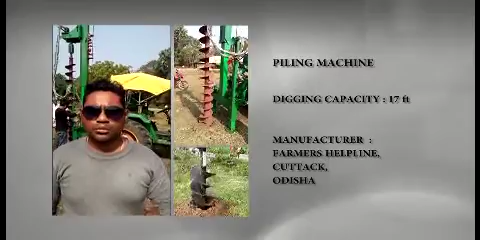 PILING MACHINE
DIGGING CAPACITY : 17 ft
MANUFACTURER :
FARMERS HELPLINE,
CUTTACK,
ODISHA